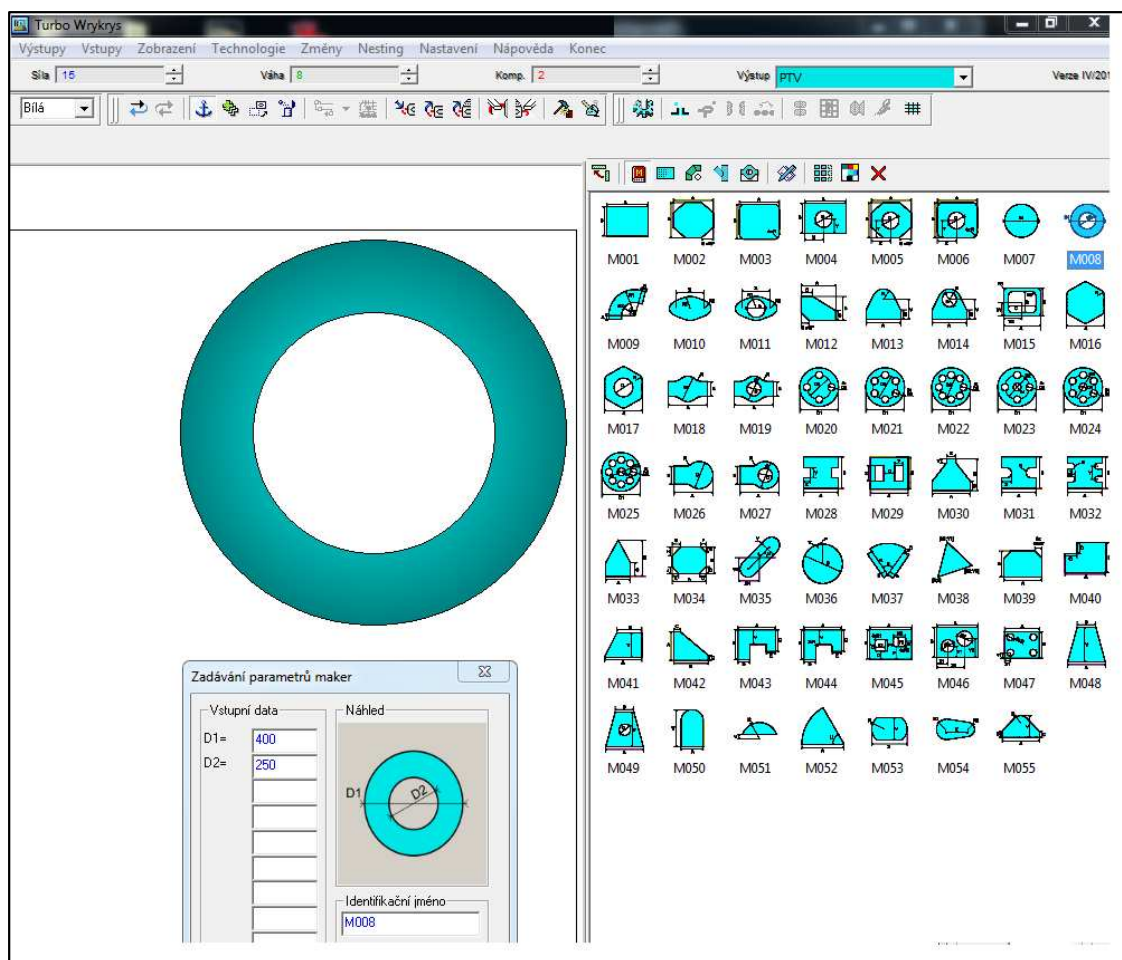 Turbo Wrykrys
Výstupy Vstupy Zobrazení Technologie Změny Nesting Nastavení Nápověda Konec
Síla 15 Váha 8 Komp. 2 Výstup PTV Verze IV/201
Bílá
M001 M002 M003 M004 M005 M006 M007 M008
M009 M010 M011 M012 M013 M014 M015 M016
M017 M018 M019 M020 M021 M022 M023 M024
M025 M026 M027 M028 M029 M030 M031 M032
M033 M034 M035 M036 M037 M038 M039 M040
M041 M042 M043 M044 M045 M046 M047 M048
M049 M050 M051 M052 M053 M054 M055
Zadávání parametrů maker
Vstupní data
D1= 400
D2= 250
Náhled
D1 D2
Identifikační jméno
M008